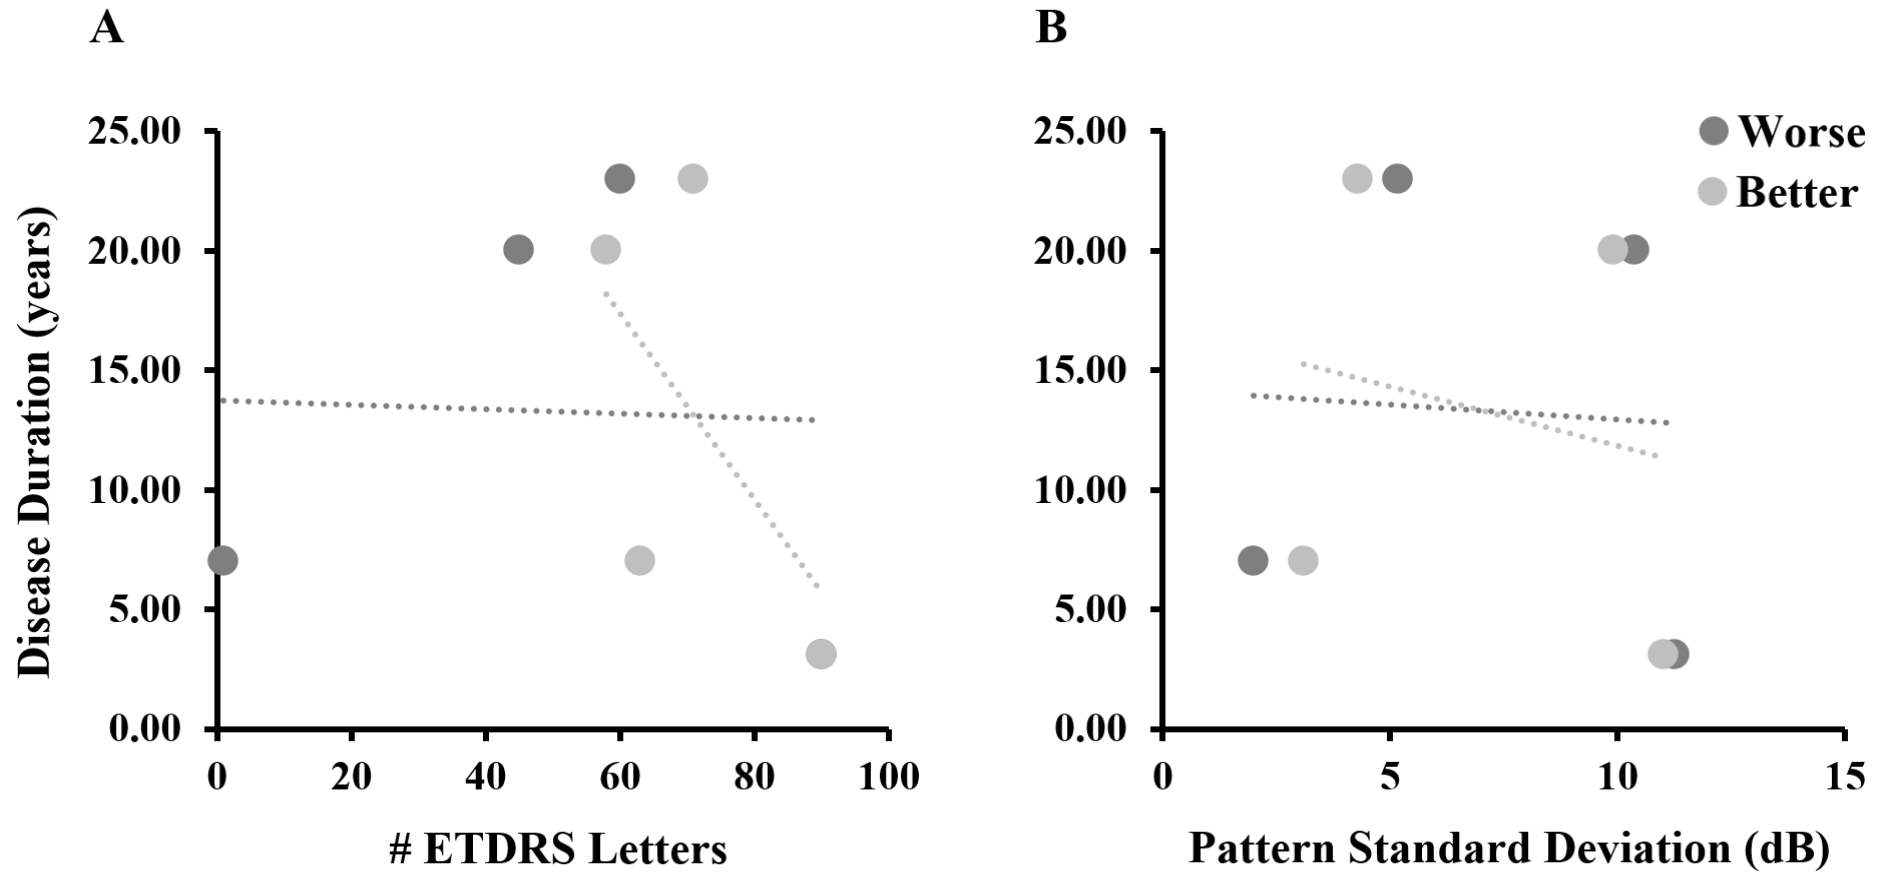 A
B
25.00
20.00
15.00
10.00
5.00
0.00
0 20 40 60 80 100
Disease Duration (years)
# ETDRS Letters
25.00
20.00
15.00
10.00
5.00
0.00
0 5 10 15
Pattern Standard Deviation (dB)
Worse
Better